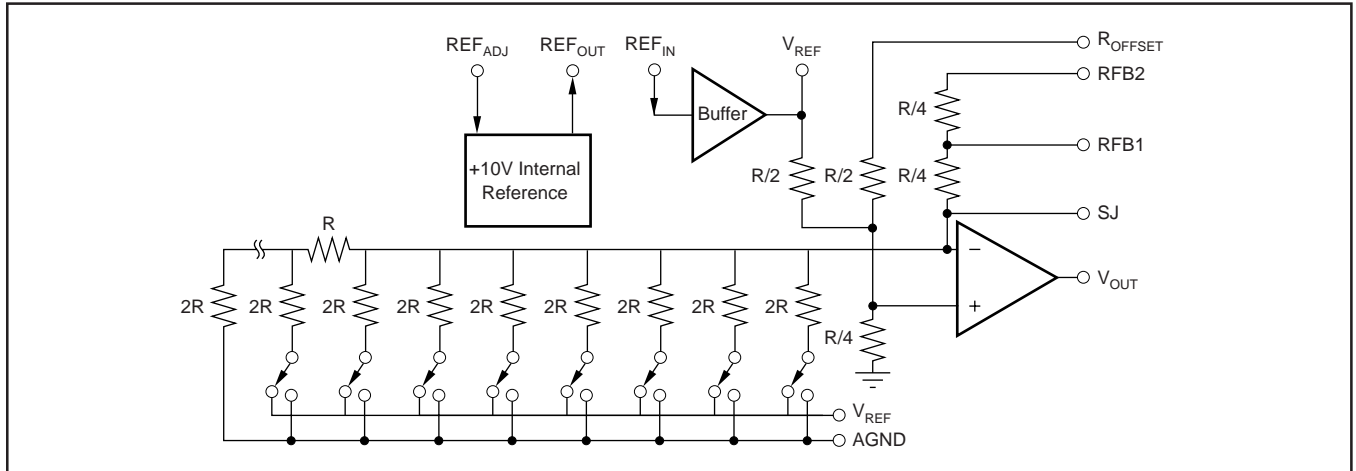 REF_ADJ REF_OUT REF_IN V_REF R_OFFSET
RFB2
R/4
Buffer
RFB1
+10V Internal
Reference
R/2 R/2 R/4
SJ
R
−
V_OUT
2R 2R 2R 2R 2R 2R 2R 2R 2R
+
R/4
V_REF
AGND